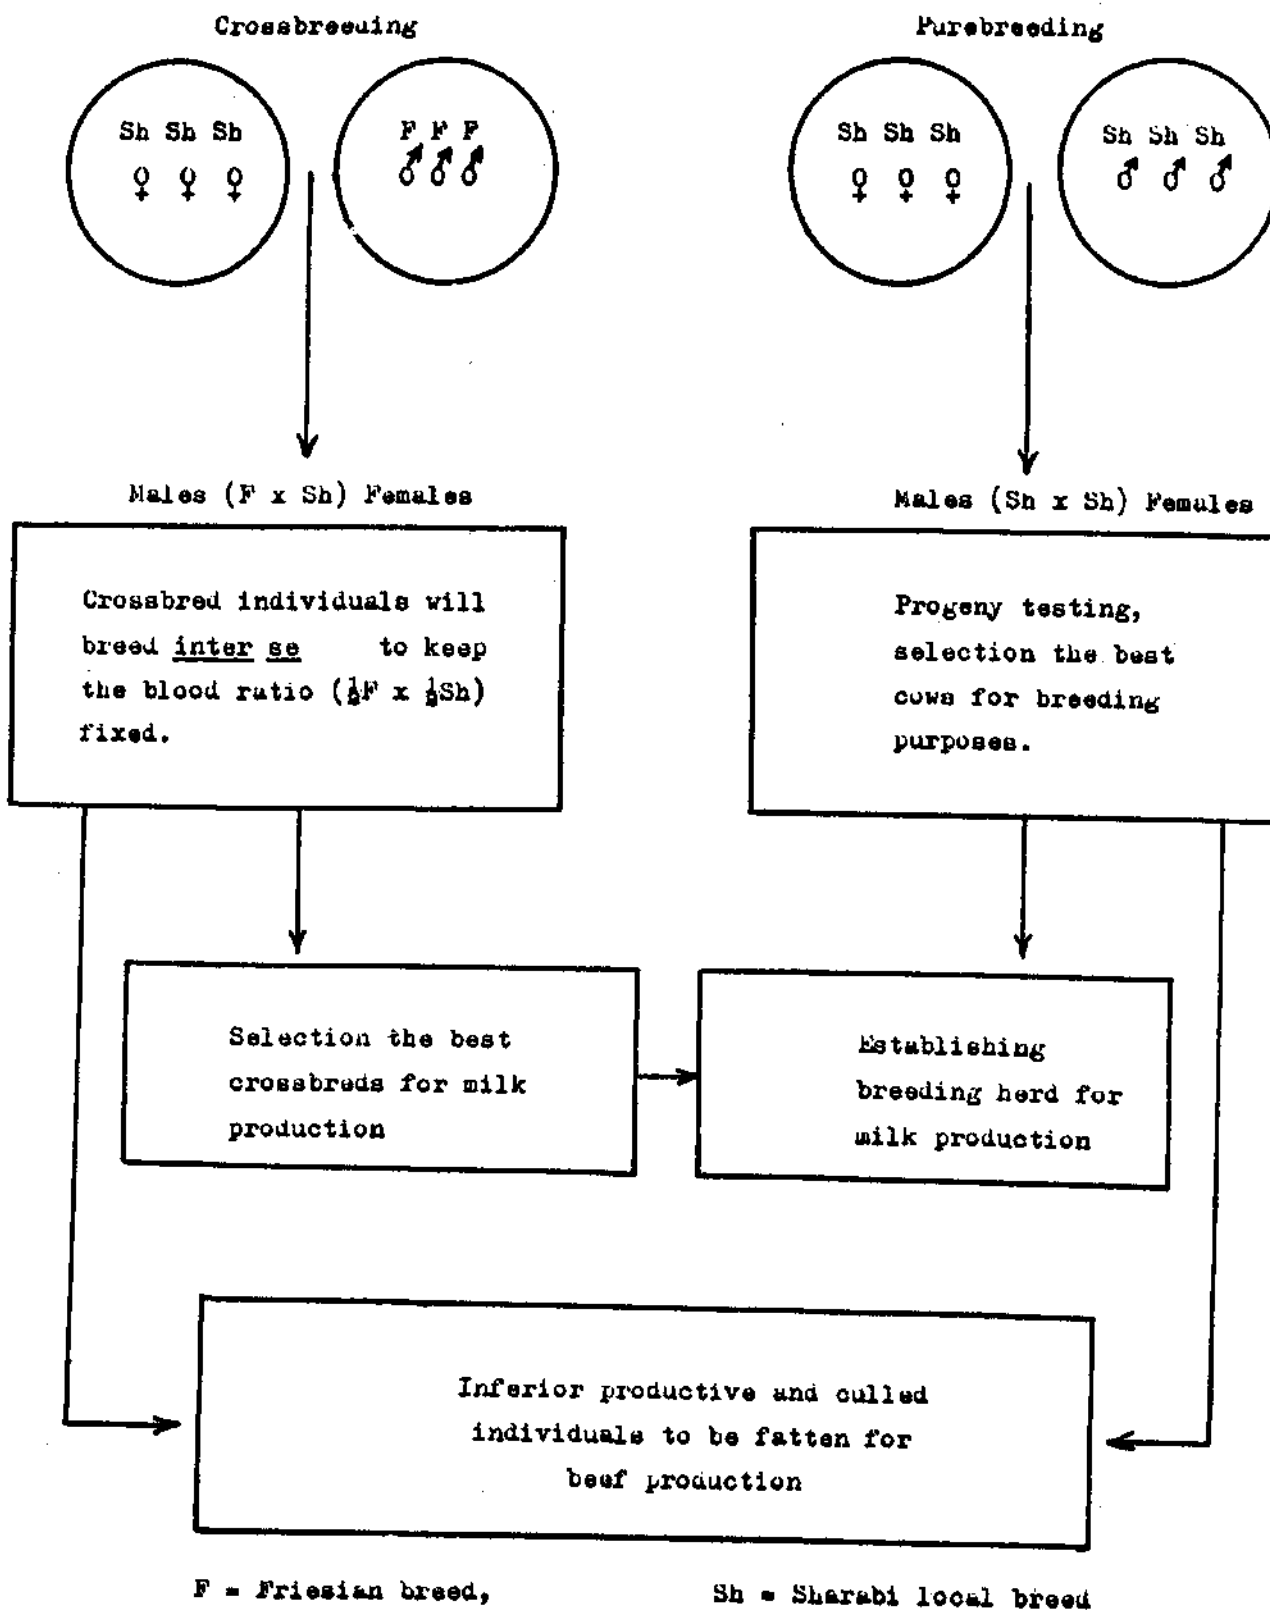 Crossbreeding
Purebreeding
Sh Sh Sh
♀ ♀ ♀
F F F
♂ ♂ ♂
Sh Sh Sh
♀ ♀ ♀
Sh Sh Sh
♂ ♂ ♂
Males (F x Sh) Females
Males (Sh x Sh) Females
Crossbred individuals will
breed inter se to keep
the blood ratio (½F x ½Sh)
fixed.
Progeny testing,
selection the best
cows for breeding
purposes.
Selection the best
crossbreds for milk
production
Establishing
breeding herd for
milk production
Inferior productive and culled
individuals to be fatten for
beef production
F = Friesian breed,
Sh = Sharabi local breed